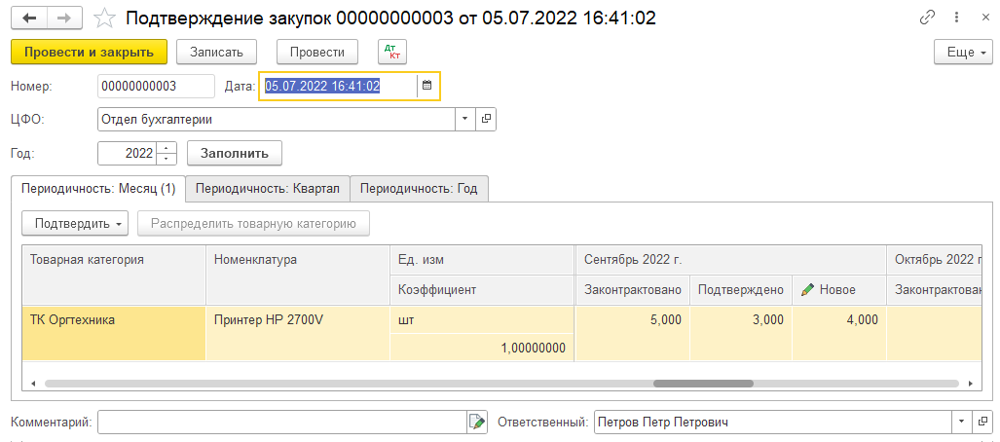 Подтверждение закупок 00000000003 от 05.07.2022 16:41:02
Провести и закрыть Записать Провести Дт Кт Еще
Номер: 00000000003 Дата: 05.07.2022 16:41:02
ЦФО: Отдел бухгалтерии
Год: 2022 Заполнить
Периодичность: Месяц (1) Периодичность: Квартал Периодичность: Год
Подтвердить Распределить товарную категорию
Товарная категория Номенклатура Ед. изм Сентябрь 2022 г. Октябрь 2022 г
Коэффициент Законтрактовано Подтверждено Новое Законтрактован
ТК Оргтехника Принтер HP 2700V шт 5,000 3,000 4,000
1,00000000
Комментарий: Ответственный: Петров Петр Петрович